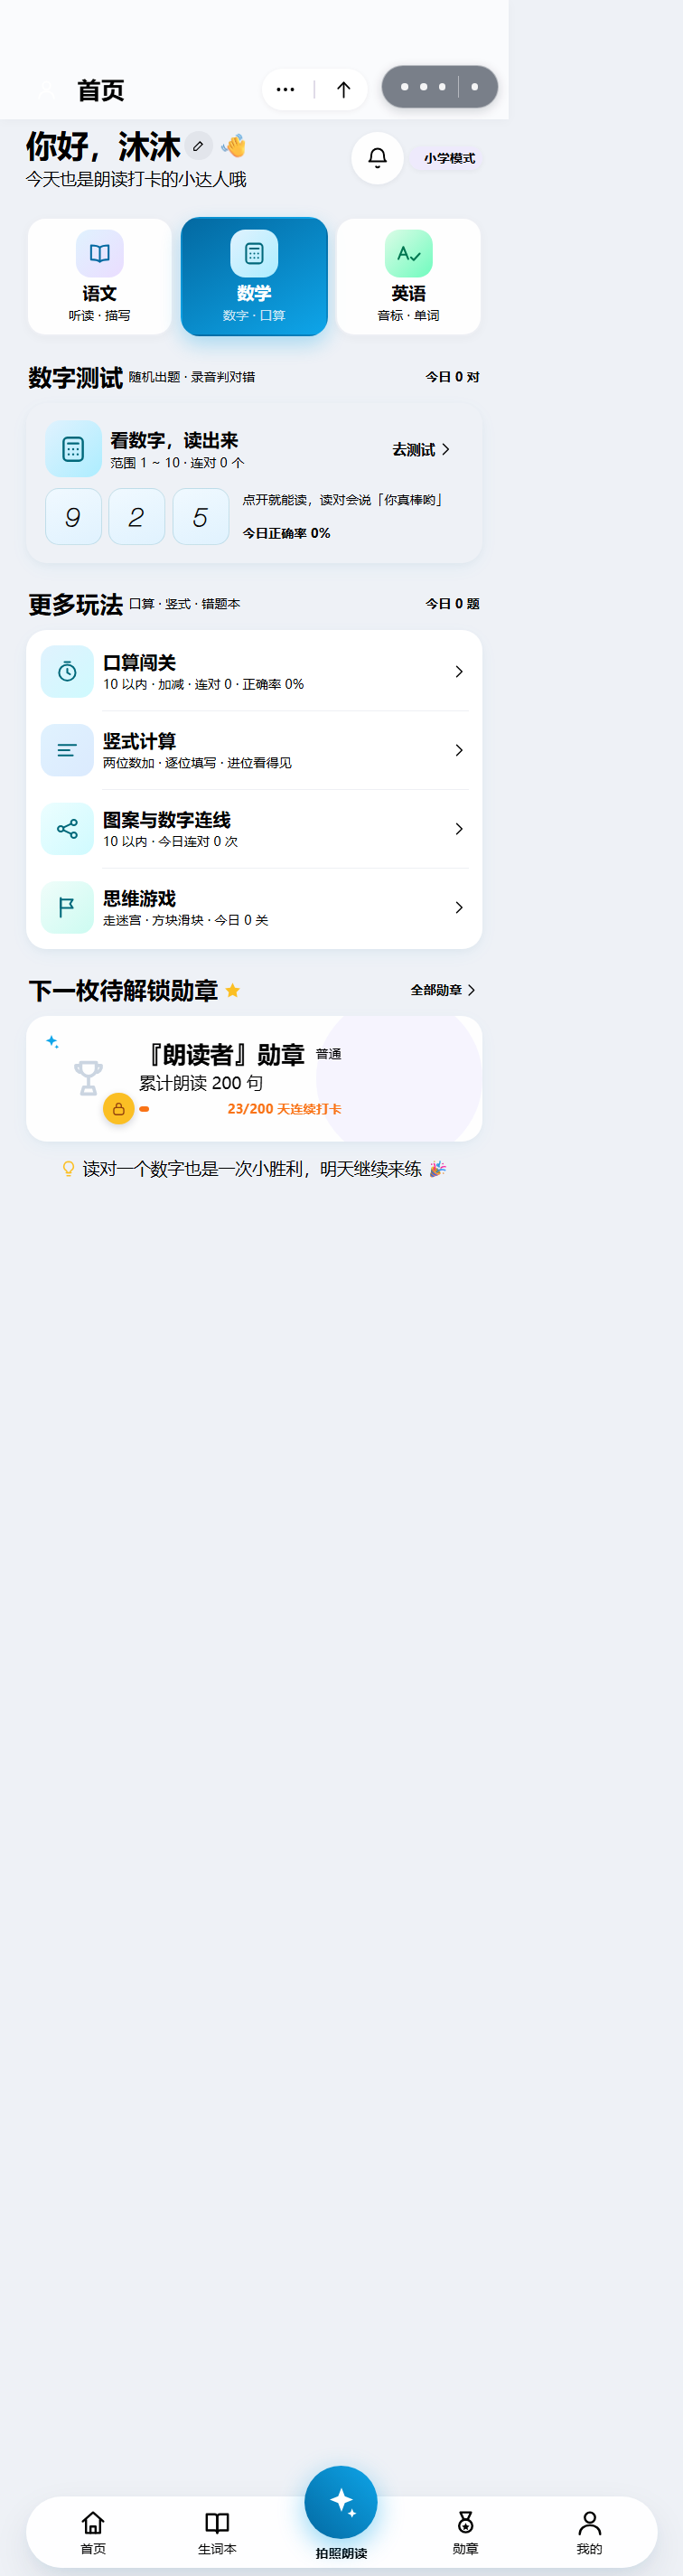 首页
你好，沐沐
今天也是朗读打卡的小达人哦
小学模式
语文
听读 · 描写
数学
数字 · 口算
英语
音标 · 单词
数字测试 随机出题 · 录音判对错 今日 0 对
看数字，读出来
范围 1 ~ 10 · 连对 0 个
去测试
9 2 5
点开就能读，读对会说「你真棒哟」
今日正确率 0%
更多玩法 口算 · 竖式 · 错题本 今日 0 题
口算闯关
10 以内 · 加减 · 连对 0 · 正确率 0%
竖式计算
两位数加 · 逐位填写 · 进位看得见
图案与数字连线
10 以内 · 今日连对 0 次
思维游戏
走迷宫 · 方块滑块 · 今日 0 关
下一枚待解锁勋章 全部勋章
『朗读者』勋章 普通
累计朗读 200 句
23/200 天连续打卡
读对一个数字也是一次小胜利，明天继续来练
首页
生词本
拍照朗读
勋章
我的